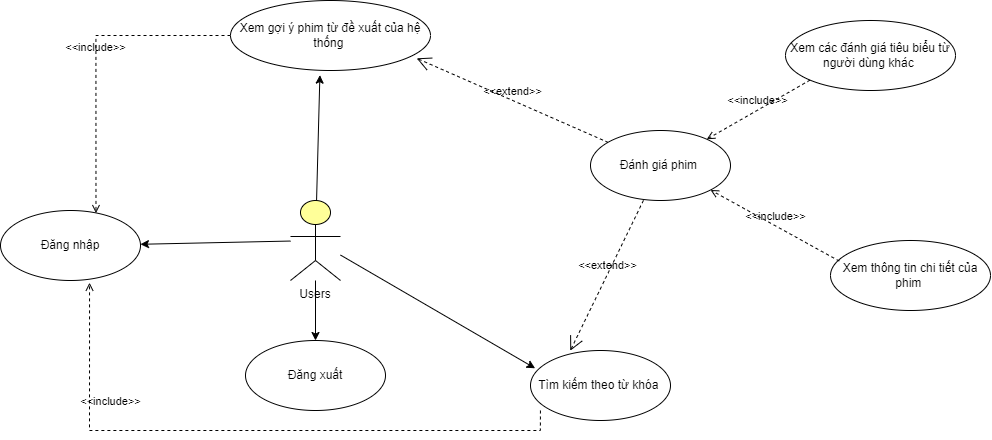 Xem gợi ý phim từ đề xuất của hệ
thống
<<include>>
Xem các đánh giá tiêu biểu từ
người dùng khác
<<extend>>
<<include>>
Đánh giá phim
<<include>>
Đăng nhập
<<extend>>
Xem thông tin chi tiết của
phim
Users
Đăng xuất
Tìm kiếm theo từ khóa
<<include>>